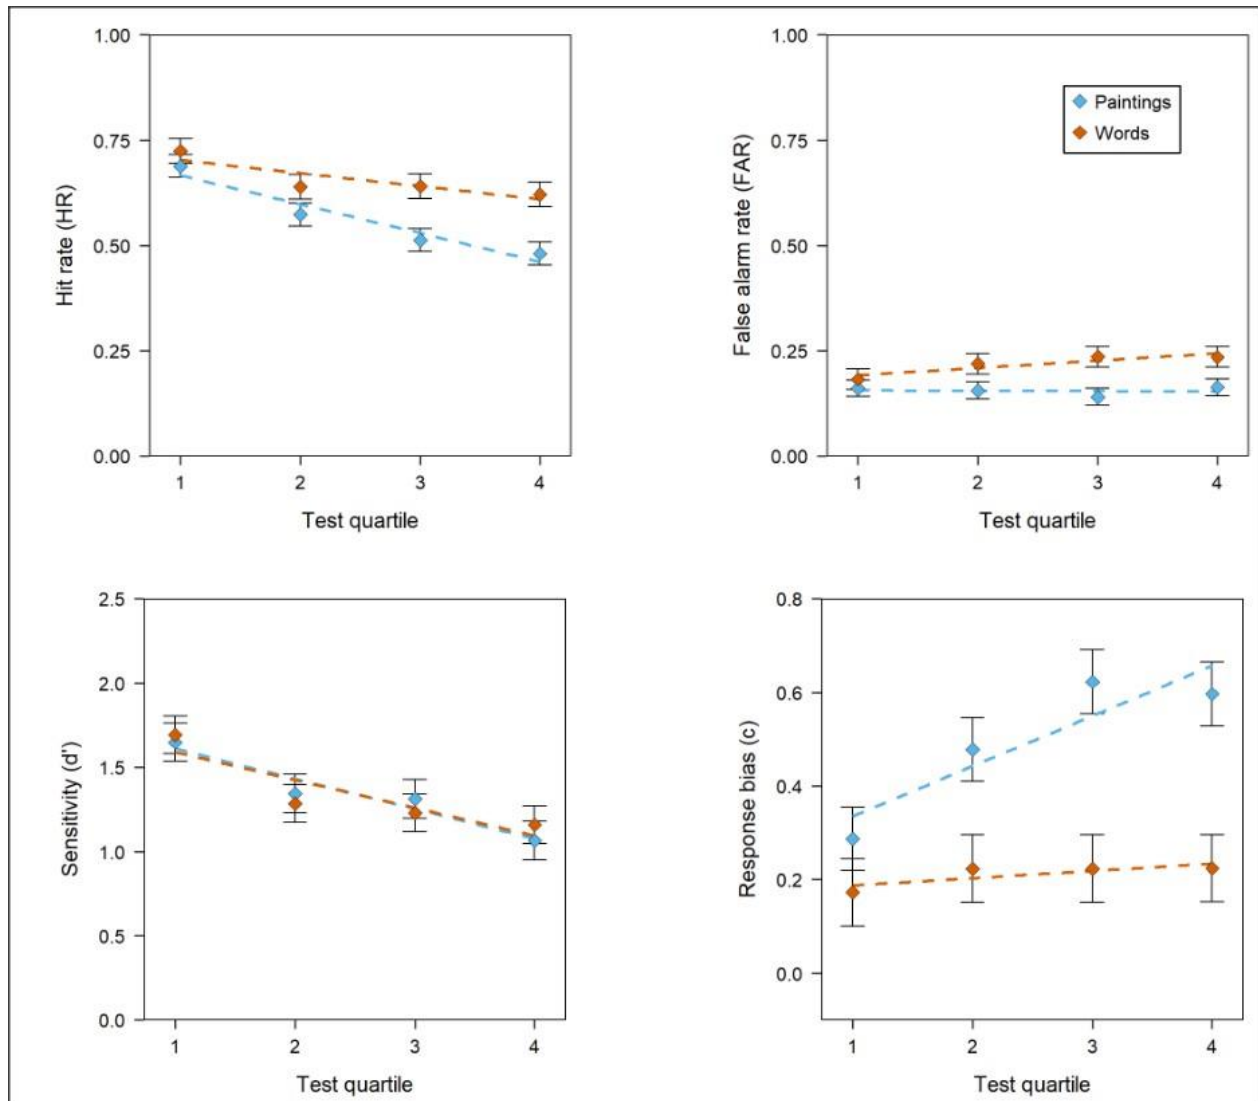 Hit rate (HR)
1.00
0.75
0.50
0.25
0.00
1 2 3 4
Test quartile
False alarm rate (FAR)
1.00
0.75
0.50
0.25
0.00
Paintings
Words
1 2 3 4
Test quartile
Sensitivity (d')
2.5
2.0
1.5
1.0
0.5
0.0
1 2 3 4
Test quartile
Response bias (c)
0.8
0.6
0.4
0.2
0.0
1 2 3 4
Test quartile